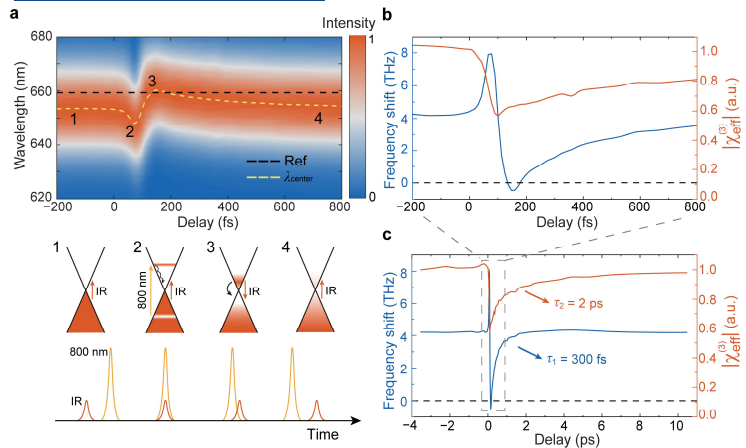 a
Intensity
Wavelength (nm)
680
660
640
620
1
2
3
4
Ref
λcenter
1
0
−200
0
200
400
600
800
Delay (fs)
b
Frequency shift (THz)
8
6
4
2
0
1.0
0.8
0.6
0.4
0.2
0.0
|χeff(3)| (a.u.)
−200
0
200
400
600
800
Delay (fs)
1
2
3
4
IR
800 nm
IR
IR
IR
800 nm
IR
Time
c
Frequency shift (THz)
8
6
4
2
0
τ2 = 2 ps
τ1 = 300 fs
1.0
0.8
0.6
0.4
0.2
0.0
|χeff(3)| (a.u.)
−4
−2
0
2
4
6
8
10
Delay (ps)